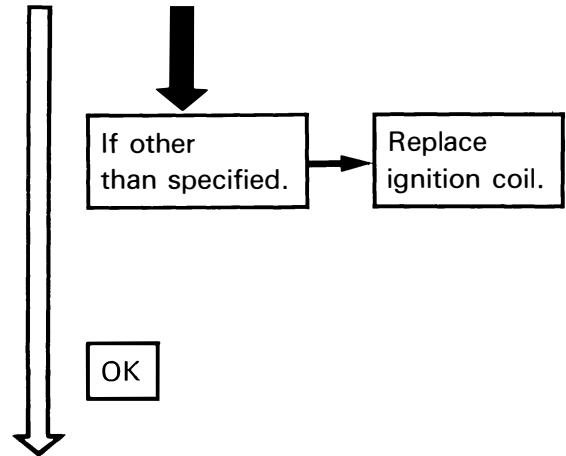 If other
than specified.
Replace
ignition coil.
OK